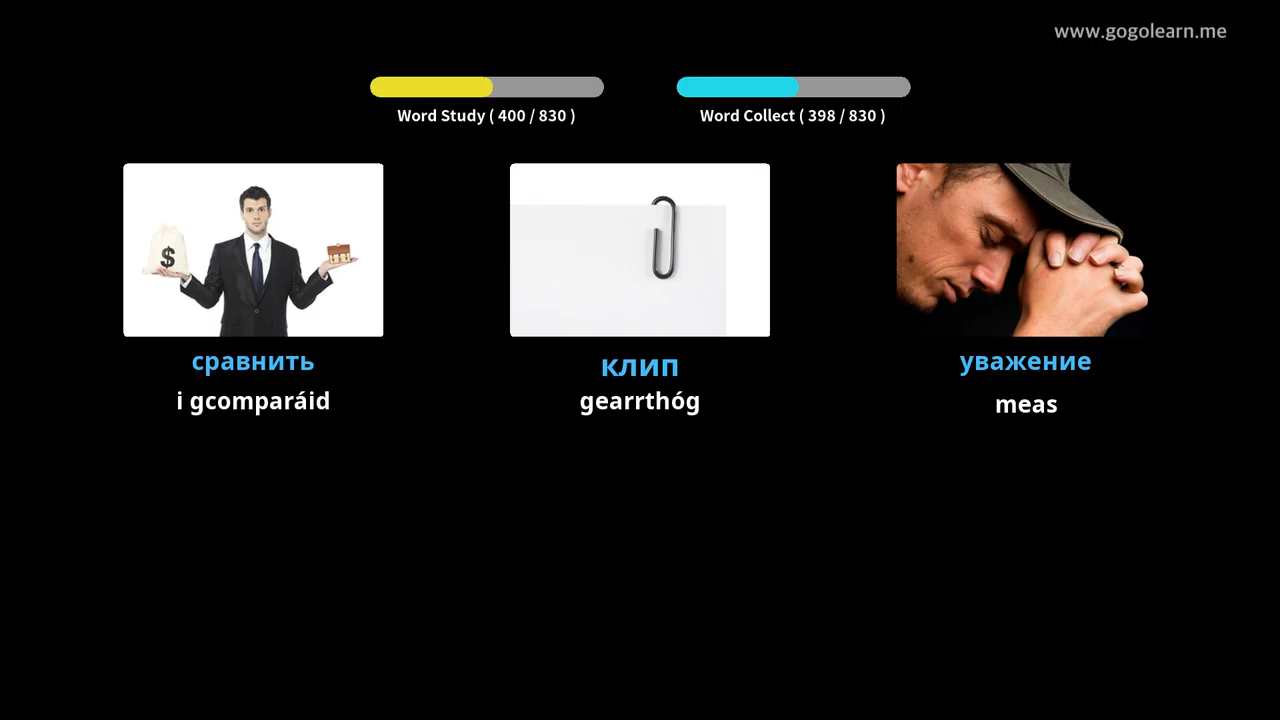 www.gogolearn.me
Word Study ( 400 / 830 )
Word Collect ( 398 / 830 )
$
сравнить
клип
уважение
i gcomparáid
gearrthóg
meas